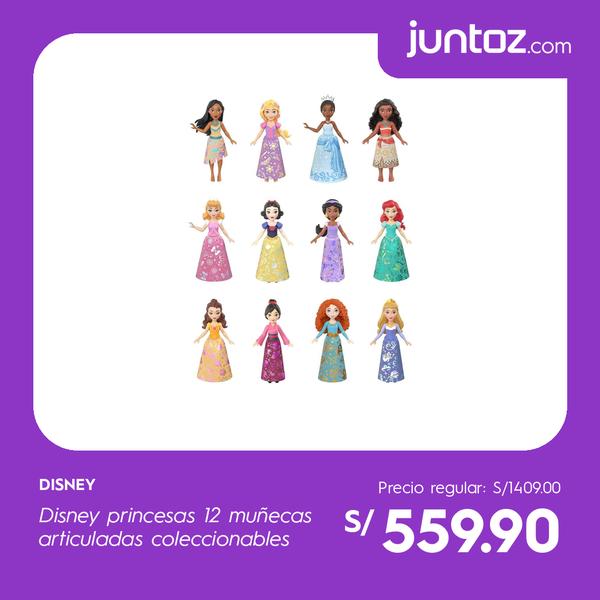 juntoz.com
DISNEY
Disney princesas 12 muñecas
articuladas coleccionables
Precio regular: S/1409.00
S/ 559.90